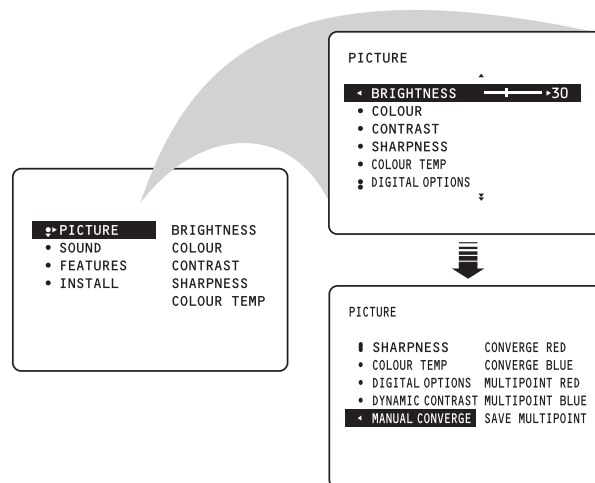 PICTURE
BRIGHTNESS 30
COLOUR
CONTRAST
SHARPNESS
COLOUR TEMP
DIGITAL OPTIONS
PICTURE BRIGHTNESS
SOUND COLOUR
FEATURES CONTRAST
INSTALL SHARPNESS
COLOUR TEMP
PICTURE
SHARPNESS CONVERGE RED
COLOUR TEMP CONVERGE BLUE
DIGITAL OPTIONS MULTIPOINT RED
DYNAMIC CONTRAST MULTIPOINT BLUE
MANUAL CONVERGE SAVE MULTIPOINT